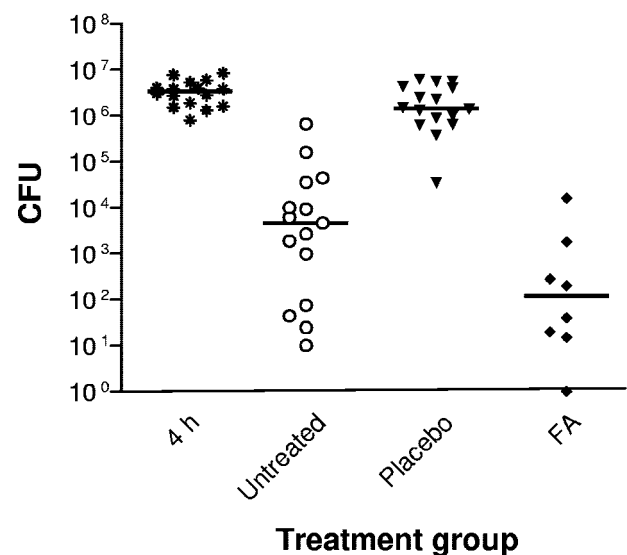 10⁸
10⁷
10⁶
10⁵
10⁴
10³
10²
10¹
10⁰
CFU
4 h
Untreated
Placebo
FA
Treatment group